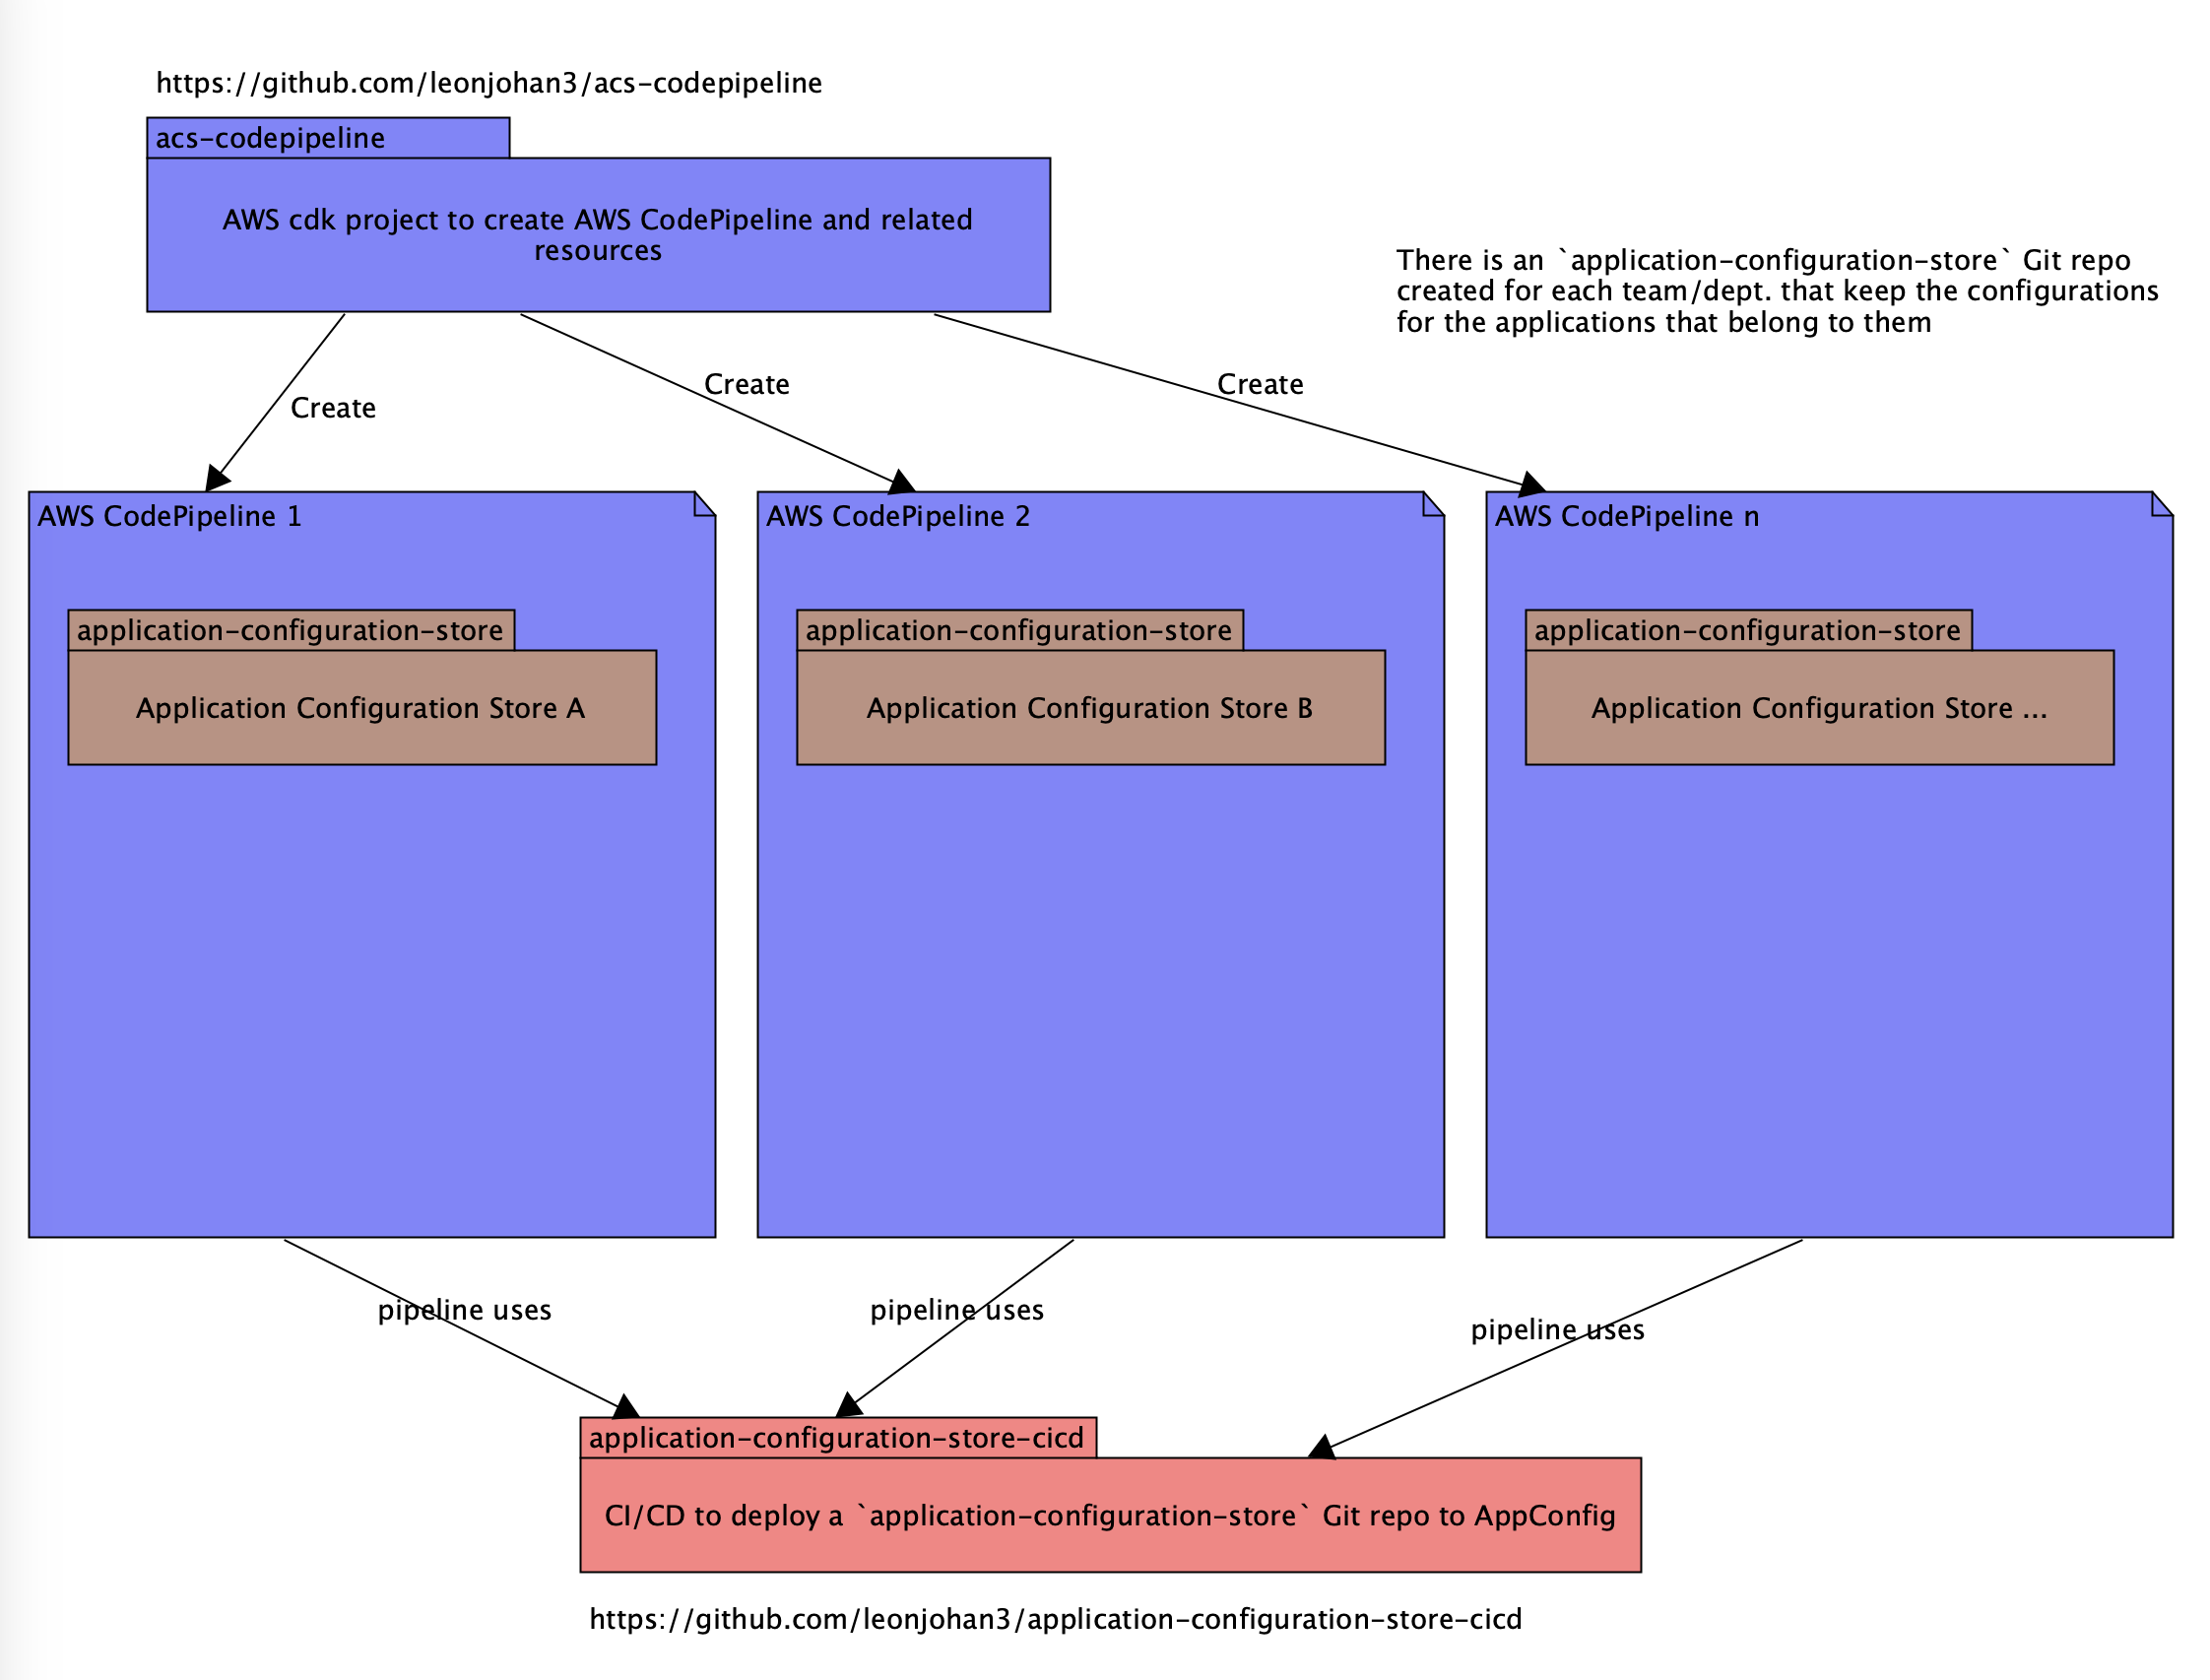 https://github.com/leonjohan3/acs-codepipeline
acs-codepipeline
AWS cdk project to create AWS CodePipeline and related
resources
There is an `application-configuration-store` Git repo
created for each team/dept. that keep the configurations
for the applications that belong to them
Create
Create
Create
AWS CodePipeline 1
AWS CodePipeline 2
AWS CodePipeline n
application-configuration-store
application-configuration-store
application-configuration-store
Application Configuration Store A
Application Configuration Store B
Application Configuration Store ...
pipeline uses
pipeline uses
pipeline uses
application-configuration-store-cicd
CI/CD to deploy a `application-configuration-store` Git repo to AppConfig
https://github.com/leonjohan3/application-configuration-store-cicd